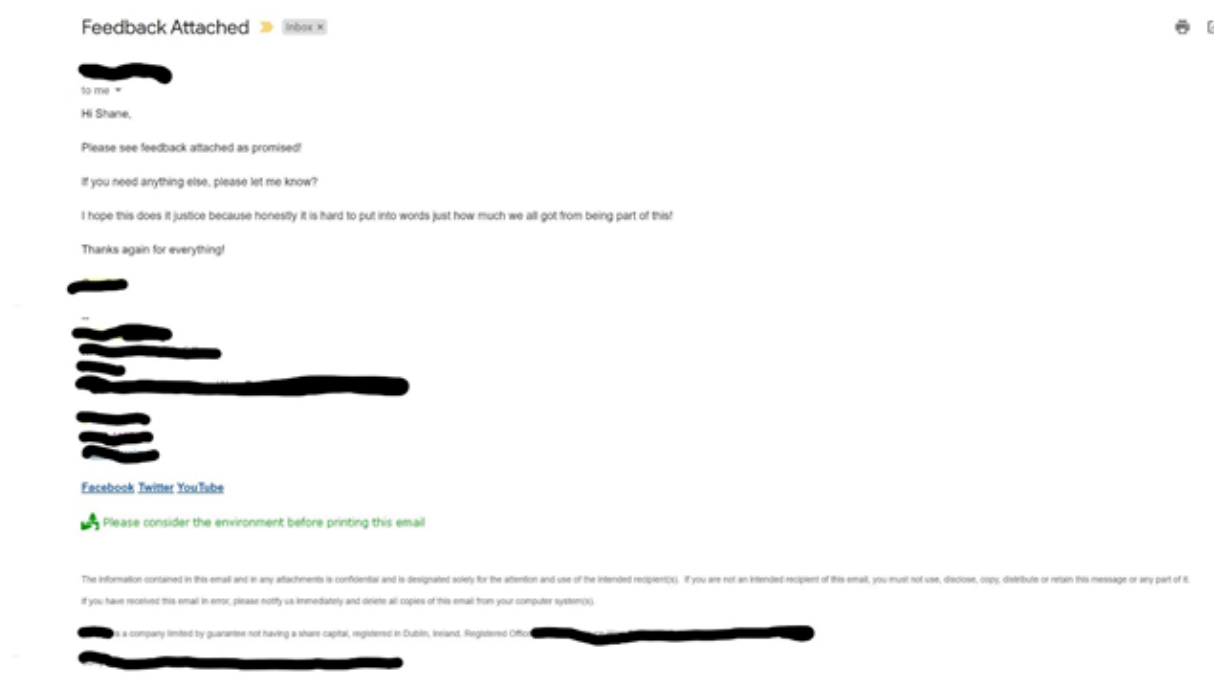 Feedback Attached Inbox ×
to me
Hi Shane,
Please see feedback attached as promised!
If you need anything else, please let me know?
I hope this does it justice because honestly it is hard to put into words just how much we all got from being part of this!
Thanks again for everything!
--
Facebook Twitter YouTube
Please consider the environment before printing this email
The information contained in this email and in any attachments is confidential and is designated solely for the attention and use of the intended recipient(s). If you are not an intended recipient of this email, you must not use, disclose, copy, distribute or retain this message or any part of it.
If you have received this email in error, please notify us immediately and delete all copies of this email from your computer system(s).
is a company limited by guarantee not having a share capital, registered in Dublin, Ireland. Registered Office